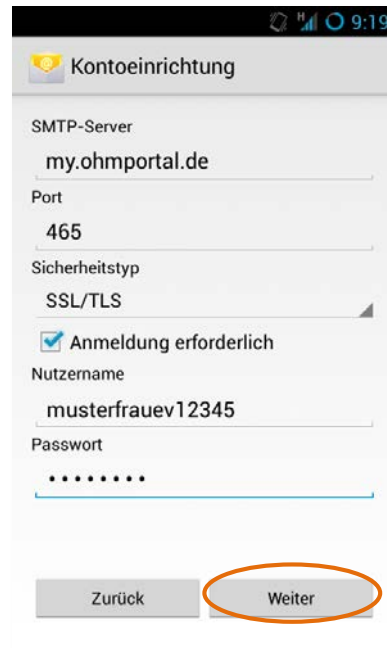 H 9:19
Kontoeinrichtung
SMTP-Server
my.ohmportal.de
Port
465
Sicherheitstyp
SSL/TLS
Anmeldung erforderlich
Nutzername
musterfrauev12345
Passwort
••••••••
Zurück Weiter